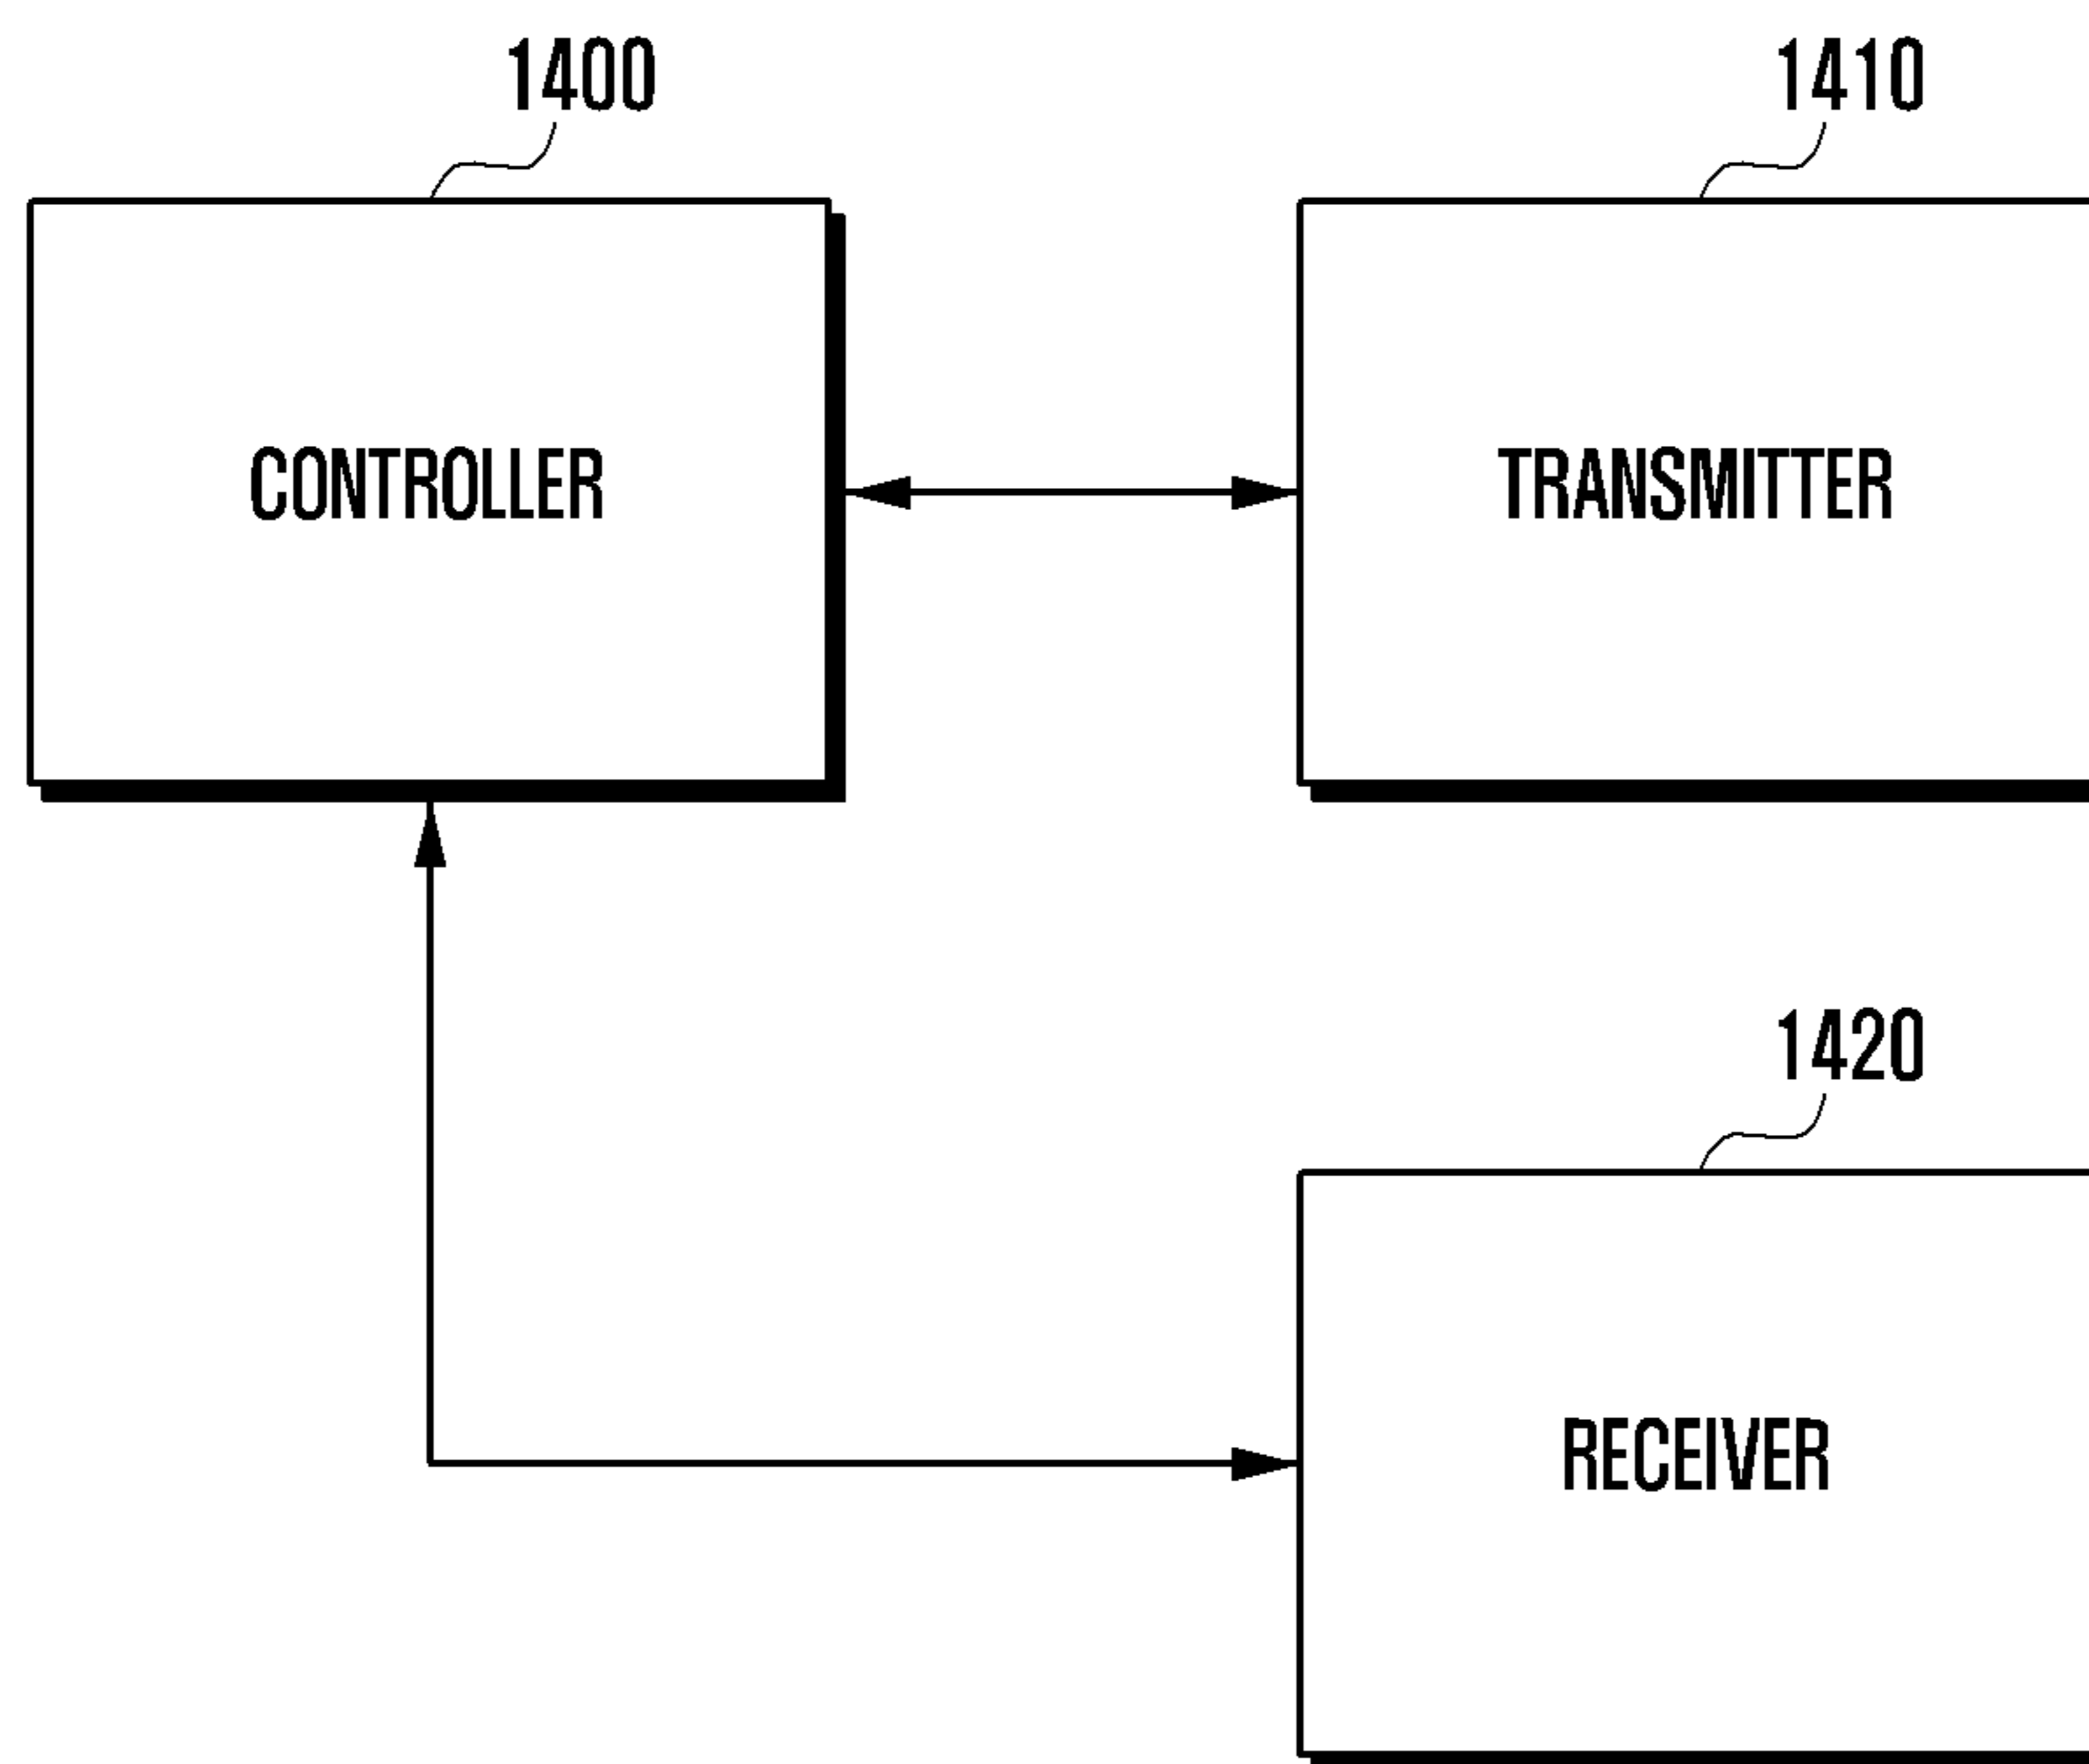 1400
1410
CONTROLLER
TRANSMITTER
1420
RECEIVER